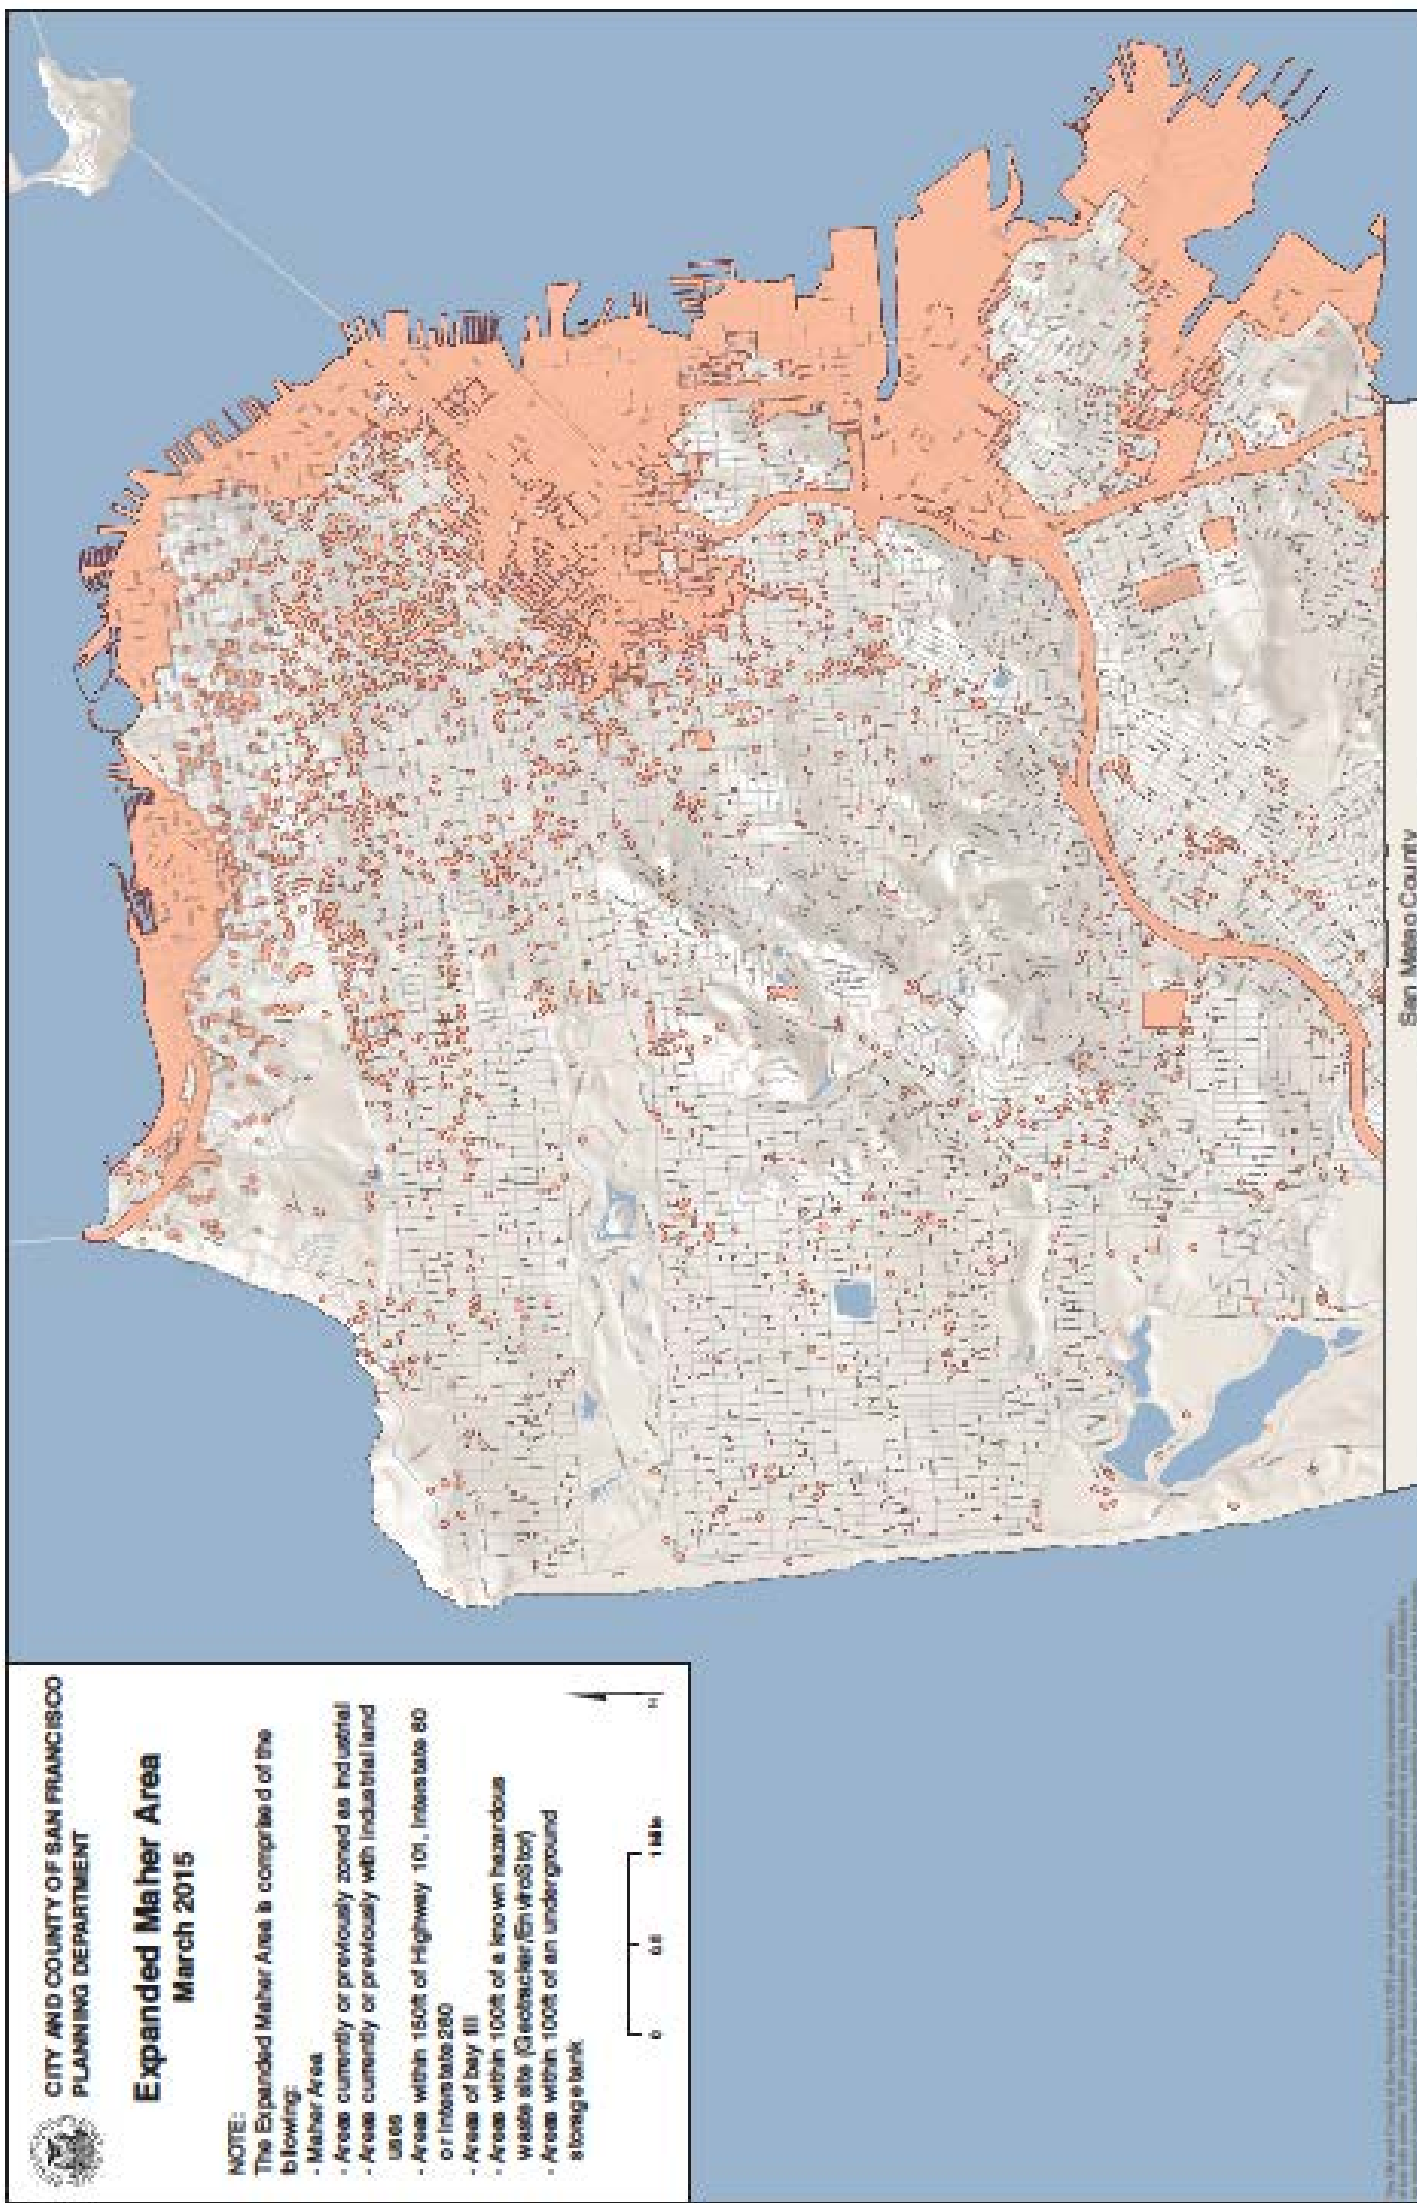 CITY AND COUNTY OF SAN FRANCISCO
PLANNING DEPARTMENT
Expanded Maher Area
March 2015
NOTE:
The Expanded Maher Area is comprised of the
following:
- Maher Area
- Areas currently or previously zoned as industrial
- Areas currently or previously with industrial land
uses
- Areas within 150ft of Highway 101, Interstate 80
or Interstate 280
- Areas of bay fill
- Areas within 100ft of a known hazardous
waste site (Geotracker/EnviroStor)
- Areas within 100ft of an underground
storage tank
0 0.5 1 Mile
N
San Mateo County